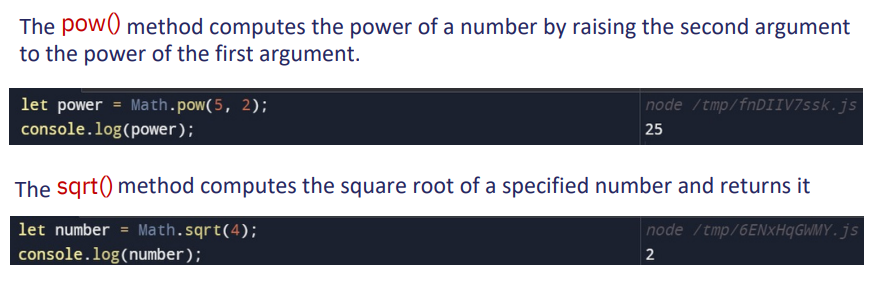 The pow() method computes the power of a number by raising the second argument
to the power of the first argument.
let power = Math.pow(5, 2);
console.log(power);
node /tmp/fnDIIV7ssk.js
25
The sqrt() method computes the square root of a specified number and returns it
let number = Math.sqrt(4);
console.log(number);
node /tmp/6ENxHqGWMY.js
2